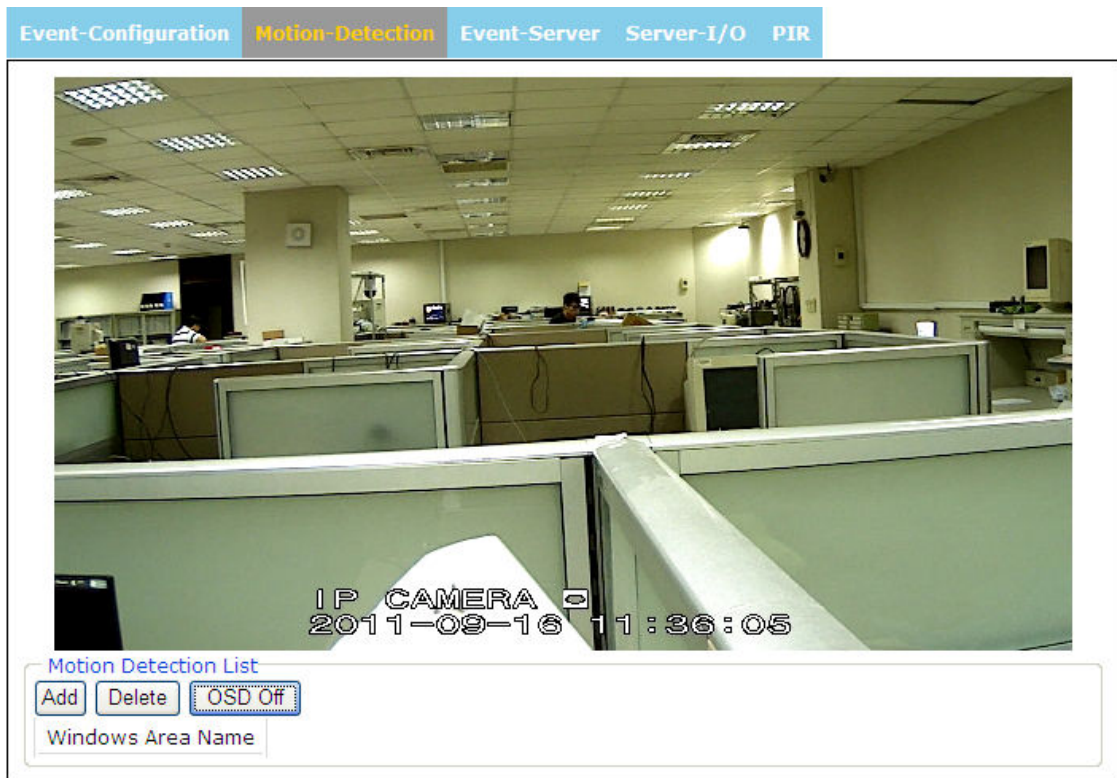 Event-Configuration Motion-Detection Event-Server Server-I/O PIR
IP CAMERA
2011-09-16 11:36:05
Motion Detection List
Add Delete OSD Off
Windows Area Name